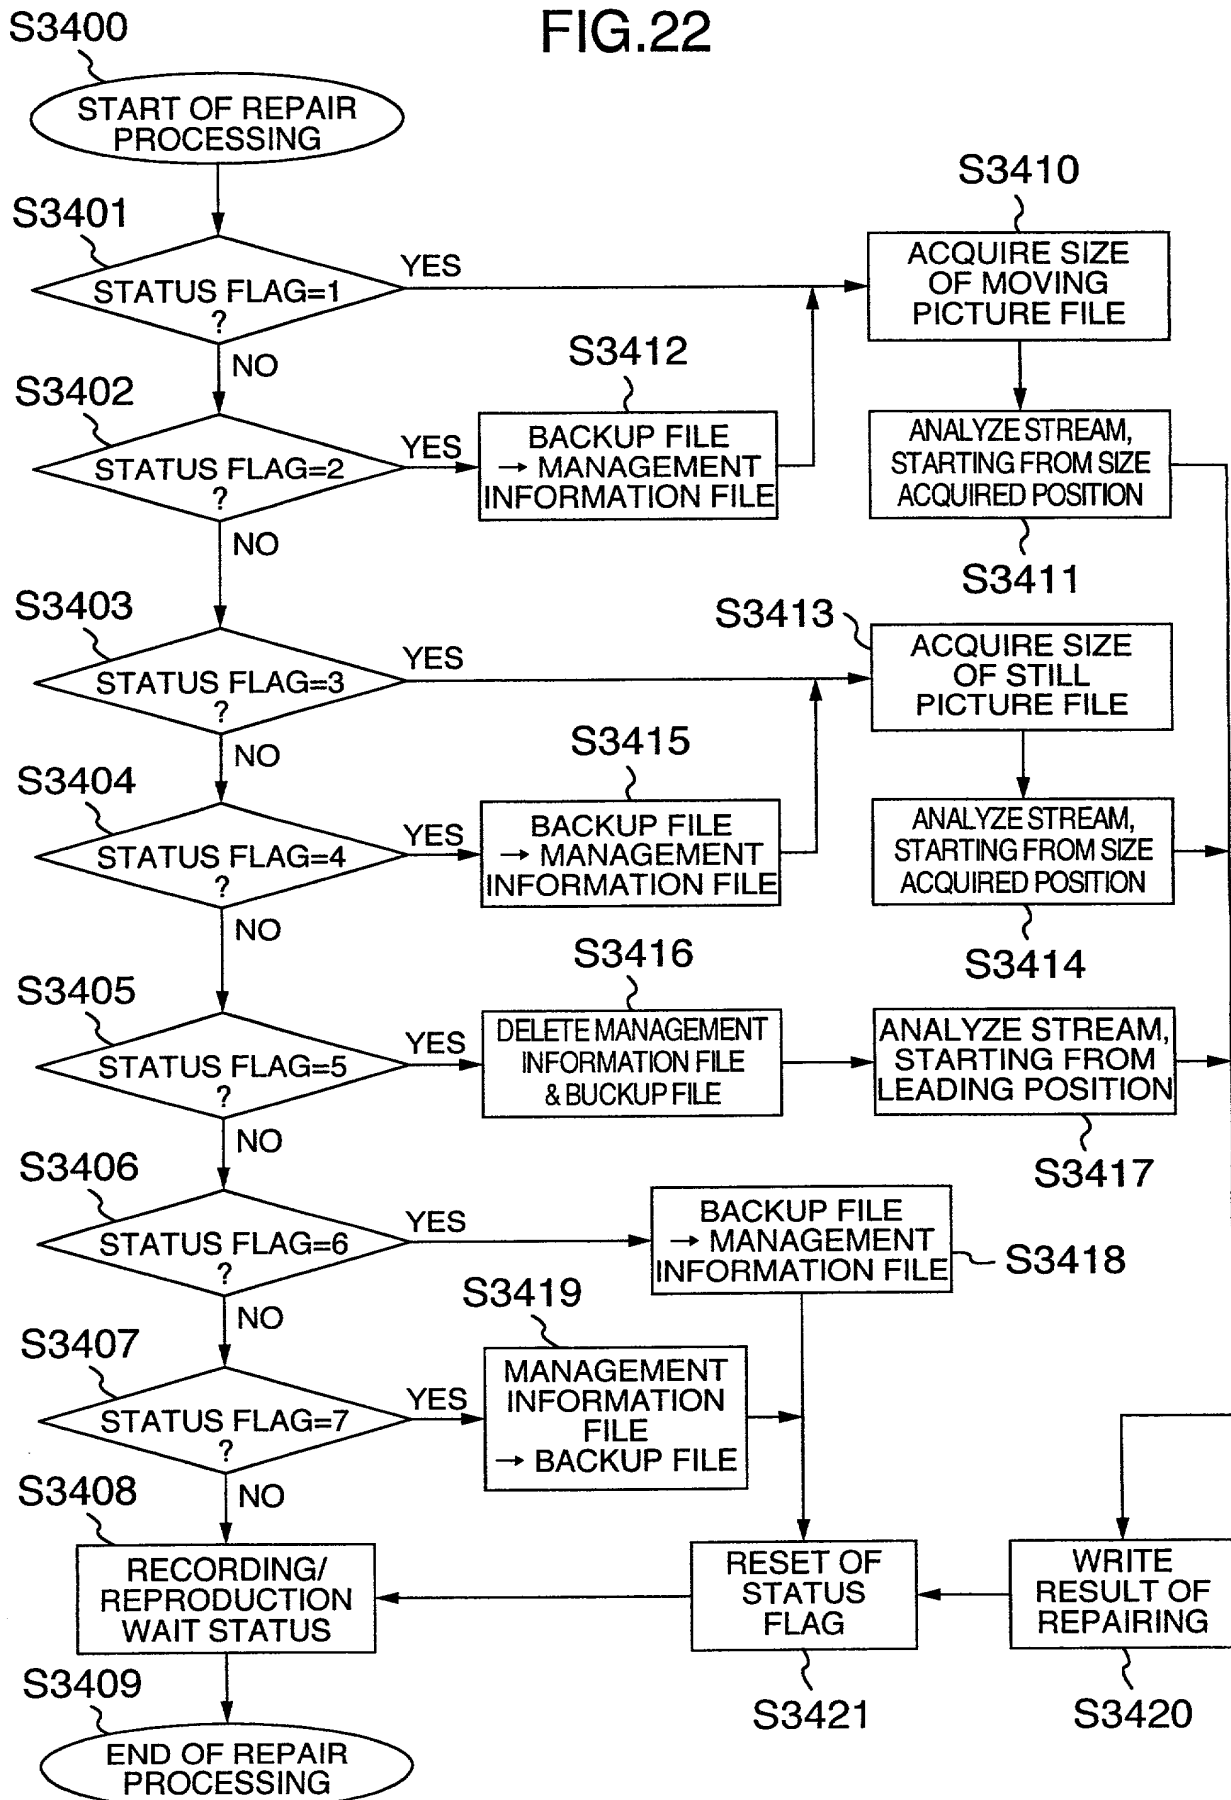 FIG.22
S3400
START OF REPAIR
PROCESSING
S3401
STATUS FLAG=1
?
YES
NO
S3410
ACQUIRE SIZE
OF MOVING
PICTURE FILE
S3402
STATUS FLAG=2
?
YES
NO
S3412
BACKUP FILE
→ MANAGEMENT
INFORMATION FILE
ANALYZE STREAM,
STARTING FROM SIZE
ACQUIRED POSITION
S3411
S3403
STATUS FLAG=3
?
YES
NO
S3413
ACQUIRE SIZE
OF STILL
PICTURE FILE
S3404
STATUS FLAG=4
?
YES
NO
S3415
BACKUP FILE
→ MANAGEMENT
INFORMATION FILE
ANALYZE STREAM,
STARTING FROM SIZE
ACQUIRED POSITION
S3414
S3405
STATUS FLAG=5
?
YES
NO
S3416
DELETE MANAGEMENT
INFORMATION FILE
& BUCKUP FILE
ANALYZE STREAM,
STARTING FROM
LEADING POSITION
S3417
S3406
STATUS FLAG=6
?
YES
NO
BACKUP FILE
→ MANAGEMENT
INFORMATION FILE
S3418
S3407
STATUS FLAG=7
?
YES
NO
S3419
MANAGEMENT
INFORMATION
FILE
→ BACKUP FILE
S3408
RECORDING/
REPRODUCTION
WAIT STATUS
RESET OF
STATUS
FLAG
S3421
WRITE
RESULT OF
REPAIRING
S3420
S3409
END OF REPAIR
PROCESSING